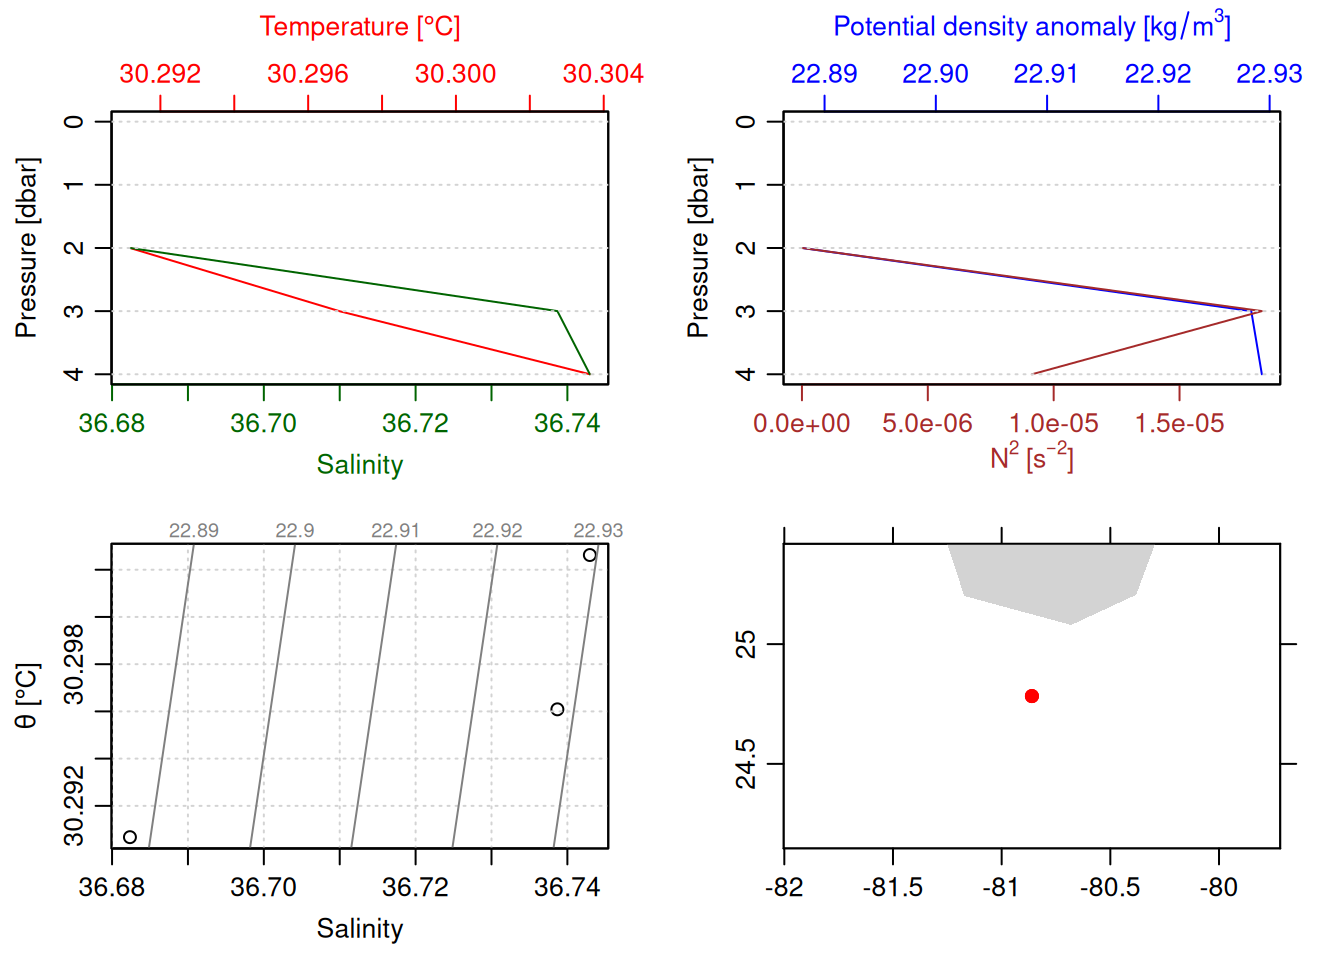 Temperature [°C]
30.292 30.296 30.300 30.304
0
1
2
3
4
Pressure [dbar]
36.68 36.70 36.72 36.74
Salinity
Potential density anomaly [kg/m³]
22.89 22.90 22.91 22.92 22.93
0
1
2
3
4
Pressure [dbar]
0.0e+00 5.0e-06 1.0e-05 1.5e-05
N² [s⁻²]
22.89 22.9 22.91 22.92 22.93
30.298
30.292
θ [°C]
36.68 36.70 36.72 36.74
Salinity
25
24.5
-82 -81.5 -81 -80.5 -80